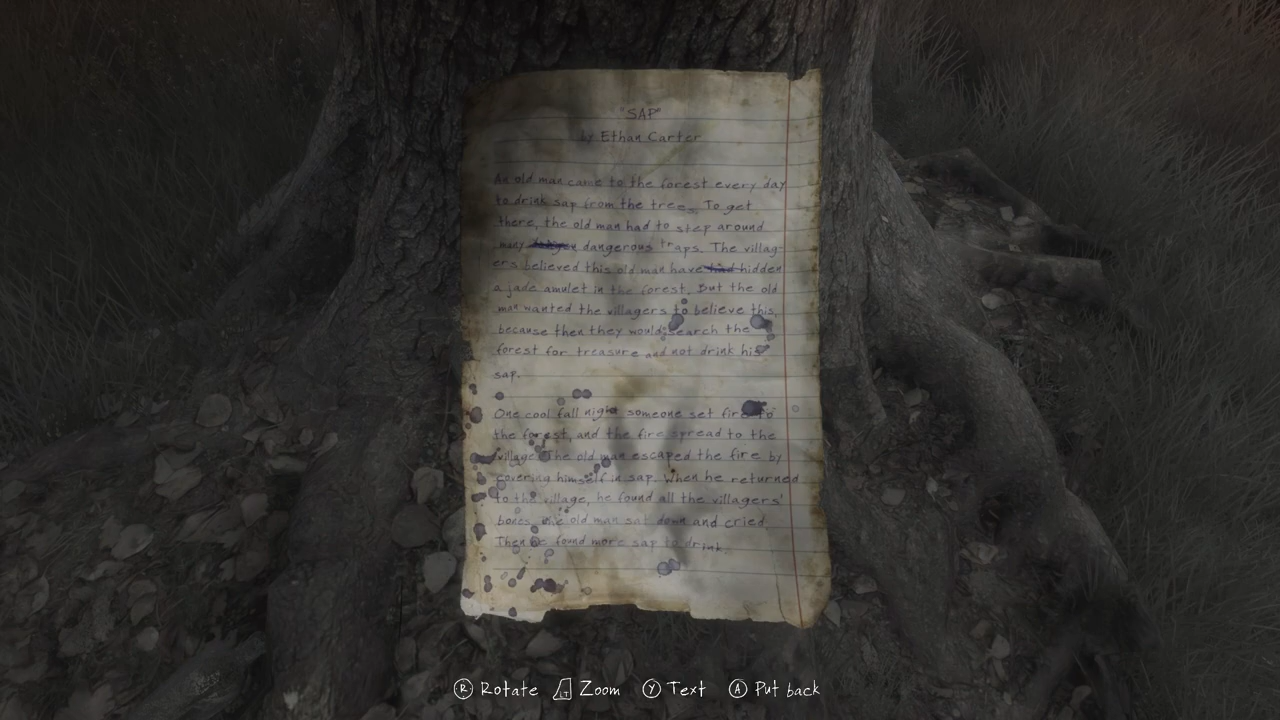 "SAP"
by Ethan Carter
An old man came to the forest every day
to drink sap from the trees. To get
there, the old man had to step around
many dangerous traps. The villag-
ers believed this old man have had hidden
a jade amulet in the forest. But the old
man wanted the villagers to believe this,
because then they would search the
forest for treasure and not drink his
sap.
One cool fall night someone set fire to
the forest, and the fire spread to the
village. The old man escaped the fire by
covering himself in sap. When he returned
to the village, he found all the villagers'
bones. The old man sat down and cried.
Then he found more sap to drink.
R Rotate LT Zoom Y Text A Put back